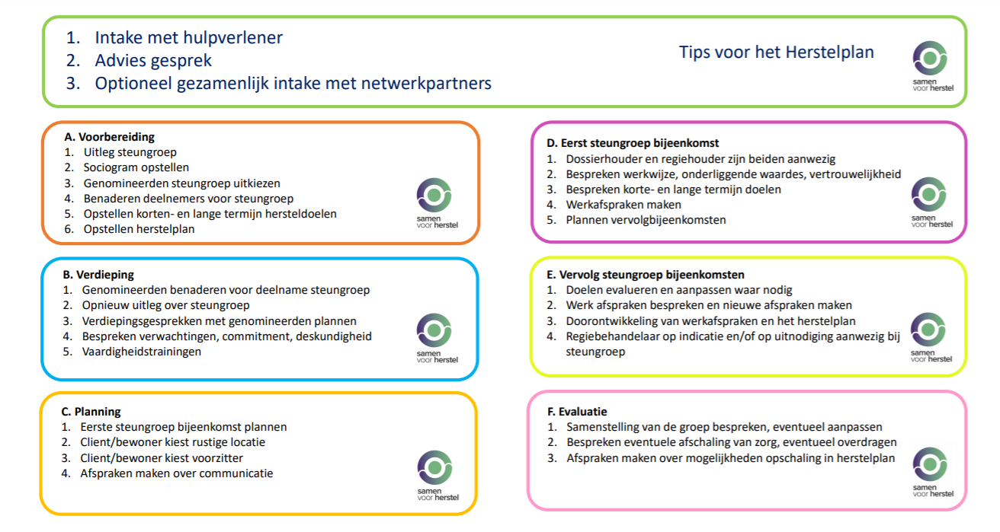 1. Intake met hulpverlener
2. Advies gesprek
3. Optioneel gezamenlijk intake met netwerkpartners
Tips voor het Herstelplan
samen
voor herstel
A. Voorbereiding
1. Uitleg steungroep
2. Sociogram opstellen
3. Genomineerden steungroep uitkiezen
4. Benaderen deelnemers voor steungroep
5. Opstellen korten- en lange termijn hersteldoelen
6. Opstellen herstelplan
samen
voor herstel
B. Verdieping
1. Genomineerden benaderen voor deelname steungroep
2. Opnieuw uitleg over steungroep
3. Verdiepingsgesprekken met genomineerden plannen
4. Bespreken verwachtingen, commitment, deskundigheid
5. Vaardigheidstrainingen
samen
voor herstel
C. Planning
1. Eerste steungroep bijeenkomst plannen
2. Client/bewoner kiest rustige locatie
3. Client/bewoner kiest voorzitter
4. Afspraken maken over communicatie
samen
voor herstel
D. Eerst steungroep bijeenkomst
1. Dossierhouder en regiehouder zijn beiden aanwezig
2. Bespreken werkwijze, onderliggende waardes, vertrouwelijkheid
3. Bespreken korte- en lange termijn doelen
4. Werkafspraken maken
5. Plannen vervolgbijeenkomsten
samen
voor herstel
E. Vervolg steungroep bijeenkomsten
1. Doelen evalueren en aanpassen waar nodig
2. Werk afspraken bespreken en nieuwe afspraken maken
3. Doorontwikkeling van werkafspraken en het herstelplan
4. Regiebehandelaar op indicatie en/of op uitnodiging aanwezig bij
steungroep
samen
voor herstel
F. Evaluatie
1. Samenstelling van de groep bespreken, eventueel aanpassen
2. Bespreken eventuele afschaling van zorg, eventueel overdragen
3. Afspraken maken over mogelijkheden opschaling in herstelplan
samen
voor herstel